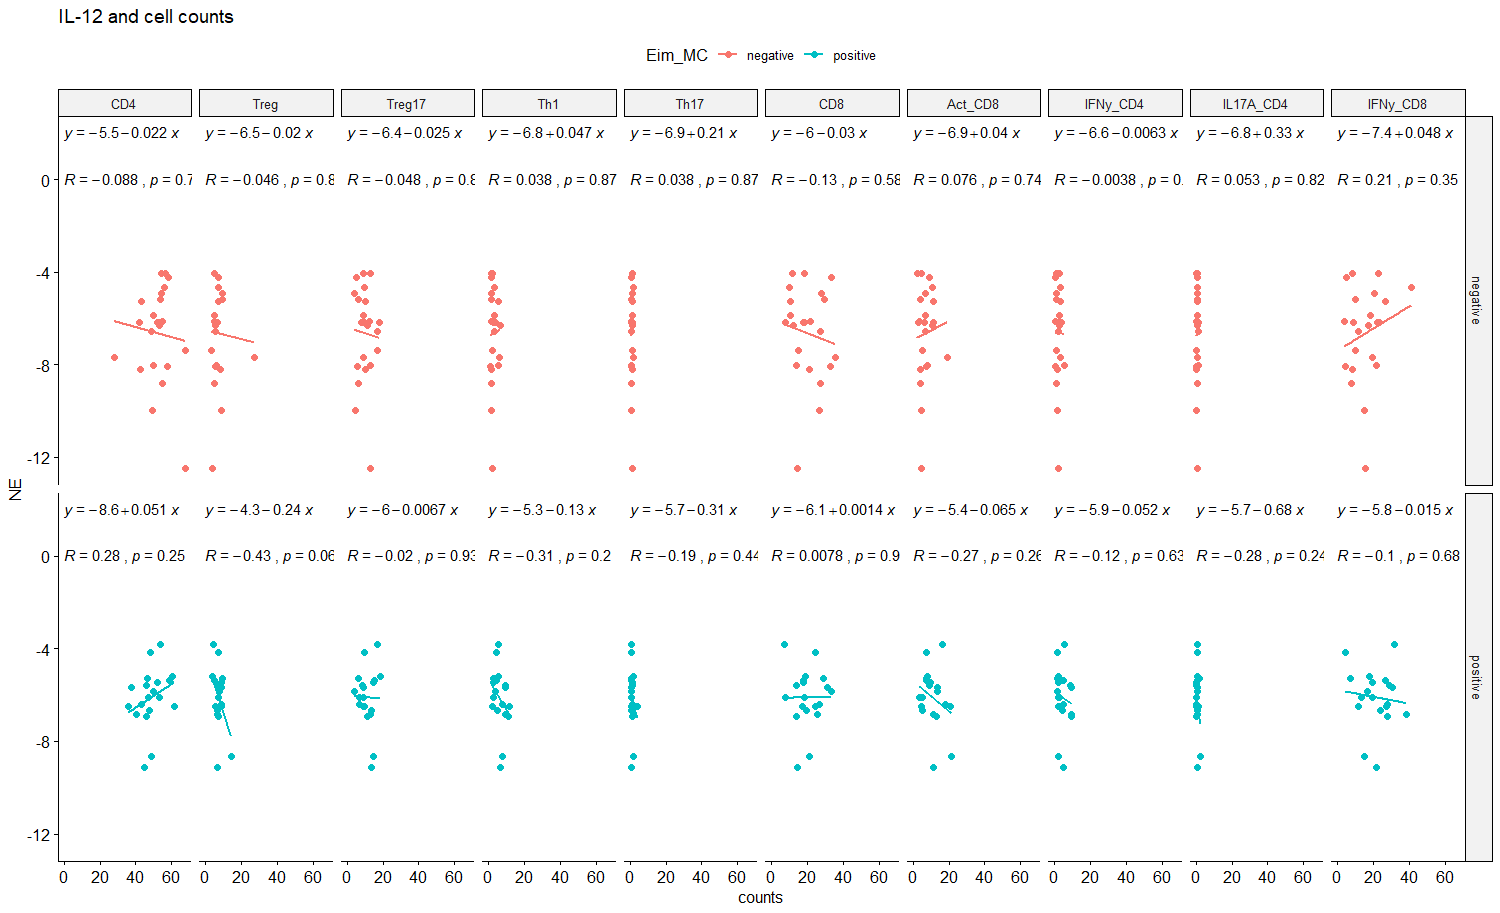 IL-12 and cell counts
Eim_MC negative positive
CD4 Treg Treg17 Th1 Th17 CD8 Act_CD8 IFNy_CD4 IL17A_CD4 IFNy_CD8
y = −5.5−0.022 x y = −6.5−0.02 x y = −6.4−0.025 x y = −6.8+0.047 x y = −6.9+0.21 x y = −6−0.03 x y = −6.9+0.04 x y = −6.6−0.0063 x y = −6.8+0.33 x y = −7.4+0.048 x
0 R = −0.088 , p = 0.7 R = −0.046 , p = 0.8 R = −0.048 , p = 0.8 R = 0.038 , p = 0.87 R = 0.038 , p = 0.87 R = −0.13 , p = 0.58 R = 0.076 , p = 0.74 R = −0.0038 , p = 0. R = 0.053 , p = 0.82 R = 0.21 , p = 0.35
-4
negative
-8
-12
NE
y = −8.6+0.051 x y = −4.3−0.24 x y = −6−0.0067 x y = −5.3−0.13 x y = −5.7−0.31 x y = −6.1+0.0014 x y = −5.4−0.065 x y = −5.9−0.052 x y = −5.7−0.68 x y = −5.8−0.015 x
0 R = 0.28 , p = 0.25 R = −0.43 , p = 0.06 R = −0.02 , p = 0.93 R = −0.31 , p = 0.2 R = −0.19 , p = 0.44 R = 0.0078 , p = 0.9 R = −0.27 , p = 0.26 R = −0.12 , p = 0.63 R = −0.28 , p = 0.24 R = −0.1 , p = 0.68
-4
positive
-8
-12
0 20 40 60 0 20 40 60 0 20 40 60 0 20 40 60 0 20 40 60 0 20 40 60 0 20 40 60 0 20 40 60 0 20 40 60 0 20 40 60
counts